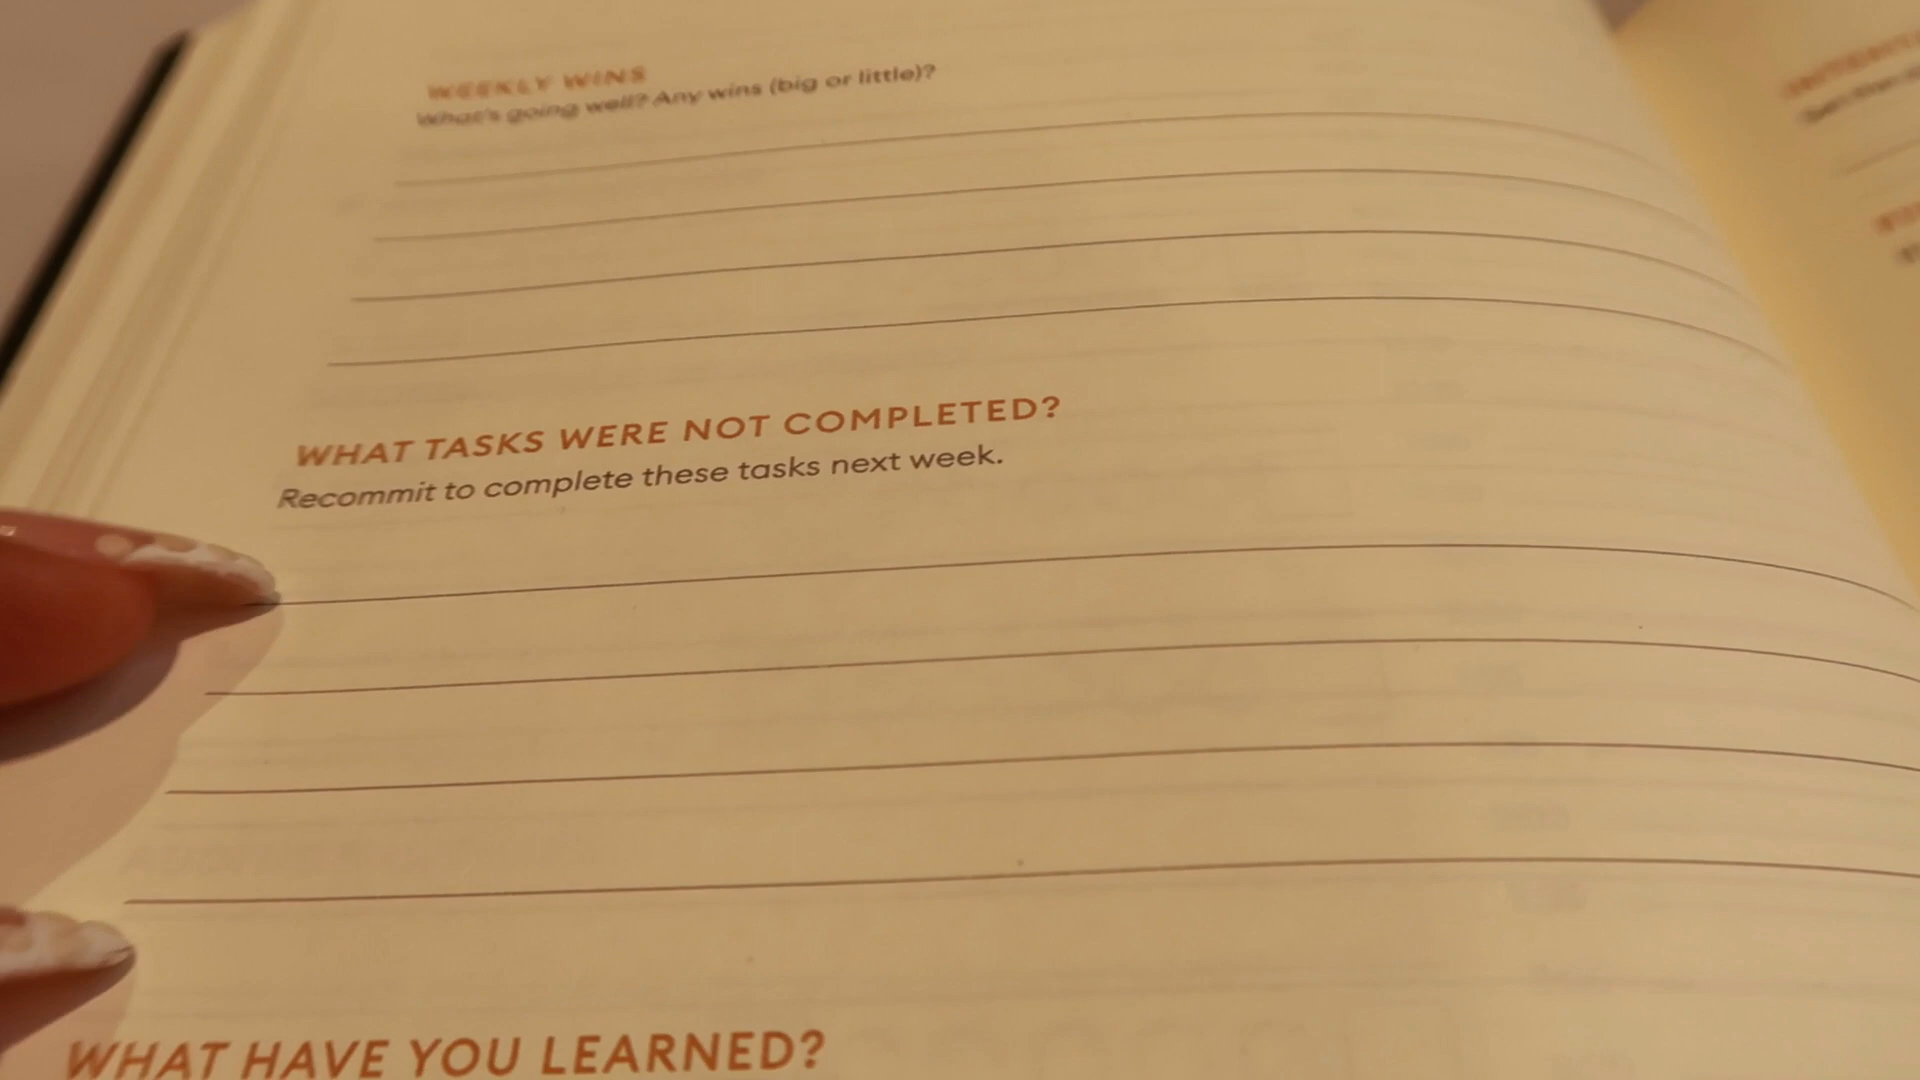 WEEKLY WINS
What's going well? Any wins (big or little)?
WHAT TASKS WERE NOT COMPLETED?
Recommit to complete these tasks next week.
WHAT HAVE YOU LEARNED?